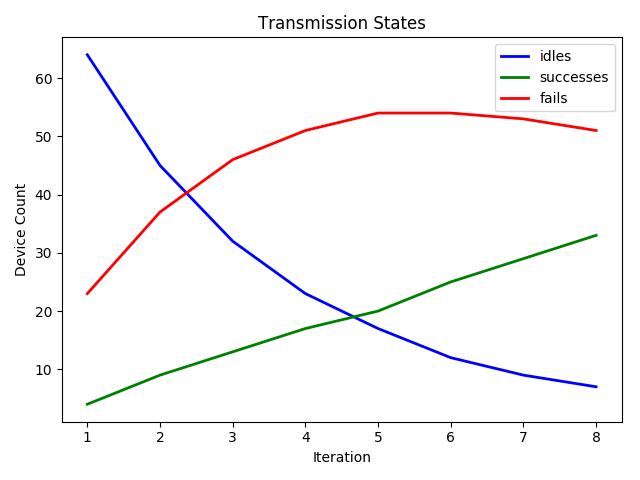 Transmission States
idles
successes
fails
Device Count
60
50
40
30
20
10
1 2 3 4 5 6 7 8
Iteration